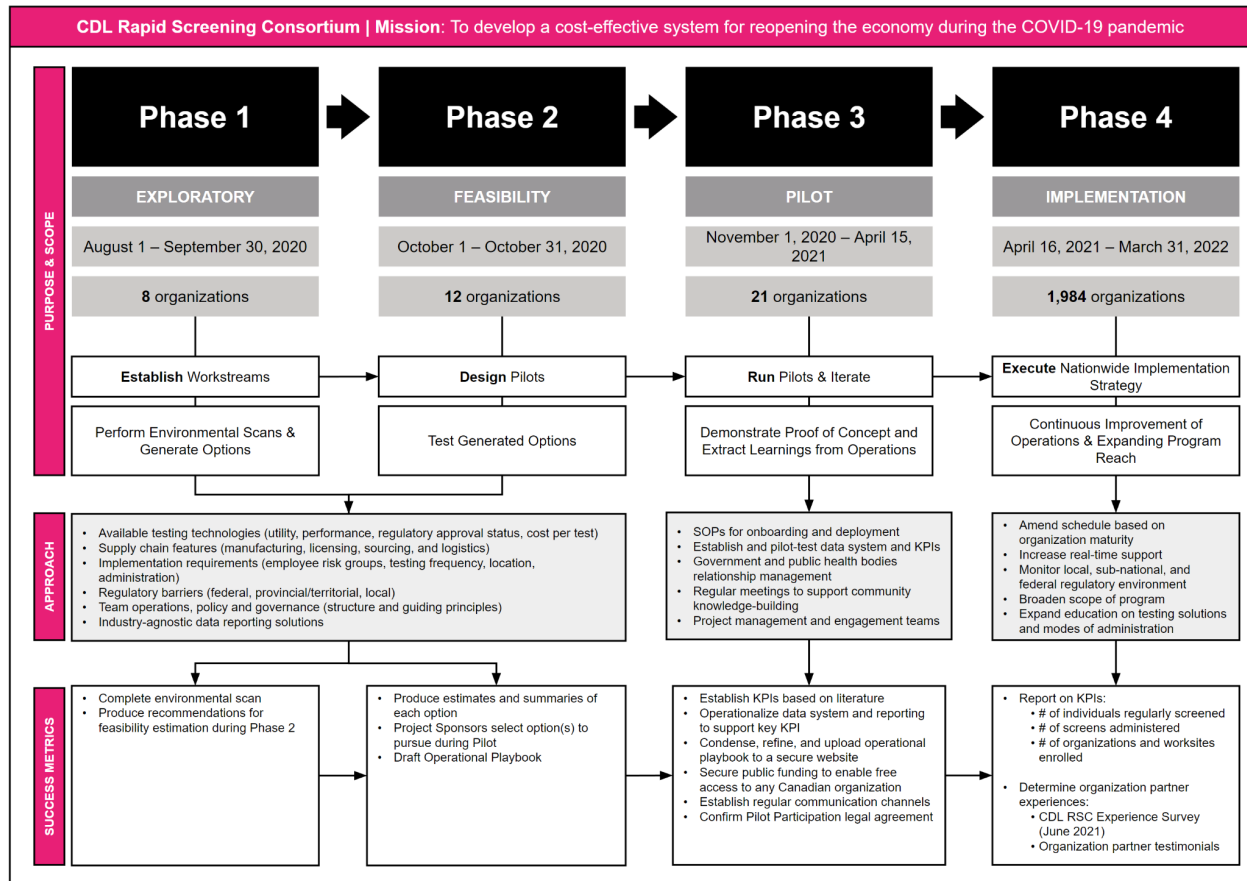 CDL Rapid Screening Consortium | Mission: To develop a cost-effective system for reopening the economy during the COVID-19 pandemic
PURPOSE & SCOPE
Phase 1
Phase 2
Phase 3
Phase 4
EXPLORATORY
FEASIBILITY
PILOT
IMPLEMENTATION
August 1 – September 30, 2020
October 1 – October 31, 2020
November 1, 2020 – April 15,
2021
April 16, 2021 – March 31, 2022
8 organizations
12 organizations
21 organizations
1,984 organizations
Establish Workstreams
Design Pilots
Run Pilots & Iterate
Execute Nationwide Implementation
Strategy
Perform Environmental Scans &
Generate Options
Test Generated Options
Demonstrate Proof of Concept and
Extract Learnings from Operations
Continuous Improvement of
Operations & Expanding Program
Reach
APPROACH
• Available testing technologies (utility, performance, regulatory approval status, cost per test)
• Supply chain features (manufacturing, licensing, sourcing, and logistics)
• Implementation requirements (employee risk groups, testing frequency, location,
administration)
• Regulatory barriers (federal, provincial/territorial, local)
• Team operations, policy and governance (structure and guiding principles)
• Industry-agnostic data reporting solutions
• SOPs for onboarding and deployment
• Establish and pilot-test data system and KPIs
• Government and public health bodies
relationship management
• Regular meetings to support community
knowledge-building
• Project management and engagement teams
• Amend schedule based on
organization maturity
• Increase real-time support
• Monitor local, sub-national, and
federal regulatory environment
• Broaden scope of program
• Expand education on testing solutions
and modes of administration
SUCCESS METRICS
• Complete environmental scan
• Produce recommendations for
feasibility estimation during Phase 2
• Produce estimates and summaries of
each option
• Project Sponsors select option(s) to
pursue during Pilot
• Draft Operational Playbook
• Establish KPIs based on literature
• Operationalize data system and reporting
to support key KPI
• Condense, refine, and upload operational
playbook to a secure website
• Secure public funding to enable free
access to any Canadian organization
• Establish regular communication channels
• Confirm Pilot Participation legal agreement
• Report on KPIs:
• # of individuals regularly screened
• # of screens administered
• # of organizations and worksites
enrolled
• Determine organization partner
experiences:
• CDL RSC Experience Survey
(June 2021)
• Organization partner testimonials